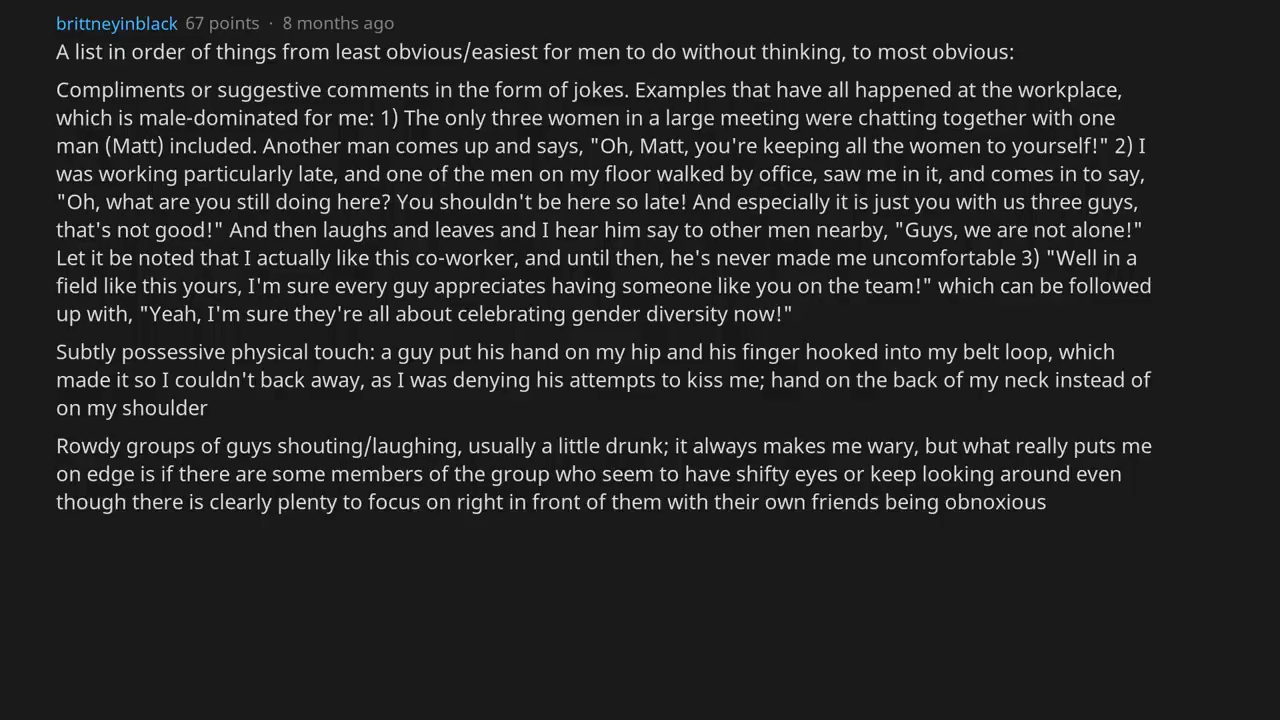 brittneyinblack 67 points · 8 months ago
A list in order of things from least obvious/easiest for men to do without thinking, to most obvious:
Compliments or suggestive comments in the form of jokes. Examples that have all happened at the workplace,
which is male-dominated for me: 1) The only three women in a large meeting were chatting together with one
man (Matt) included. Another man comes up and says, "Oh, Matt, you're keeping all the women to yourself!" 2) I
was working particularly late, and one of the men on my floor walked by office, saw me in it, and comes in to say,
"Oh, what are you still doing here? You shouldn't be here so late! And especially it is just you with us three guys,
that's not good!" And then laughs and leaves and I hear him say to other men nearby, "Guys, we are not alone!"
Let it be noted that I actually like this co-worker, and until then, he's never made me uncomfortable 3) "Well in a
field like this yours, I'm sure every guy appreciates having someone like you on the team!" which can be followed
up with, "Yeah, I'm sure they're all about celebrating gender diversity now!"
Subtly possessive physical touch: a guy put his hand on my hip and his finger hooked into my belt loop, which
made it so I couldn't back away, as I was denying his attempts to kiss me; hand on the back of my neck instead of
on my shoulder
Rowdy groups of guys shouting/laughing, usually a little drunk; it always makes me wary, but what really puts me
on edge is if there are some members of the group who seem to have shifty eyes or keep looking around even
though there is clearly plenty to focus on right in front of them with their own friends being obnoxious